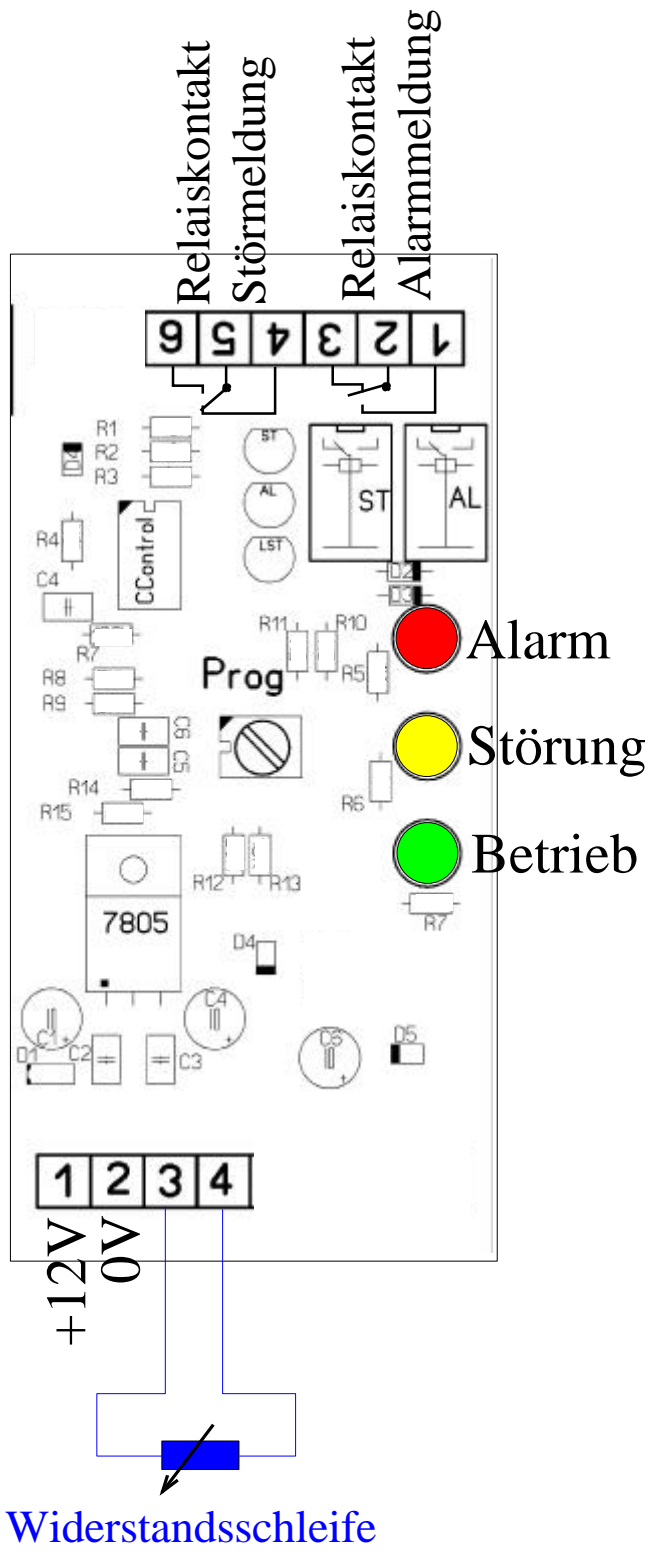 Relaiskontakt
Störmeldung
Relaiskontakt
Alarmmeldung
6 5 4 3 2 1
R1
R2
D4
R3
ST
AL
LST
ST
AL
R4
CControl
C4
D2
D3
R7
R11
R10
R5
Alarm
R8
R9
Prog
C6
C5
Störung
R14
R15
R6
R12
R13
Betrieb
7805
R7
D4
C1
C4
D1
C2
C3
C6
D5
1 2 3 4
+12V
0V
Widerstandsschleife